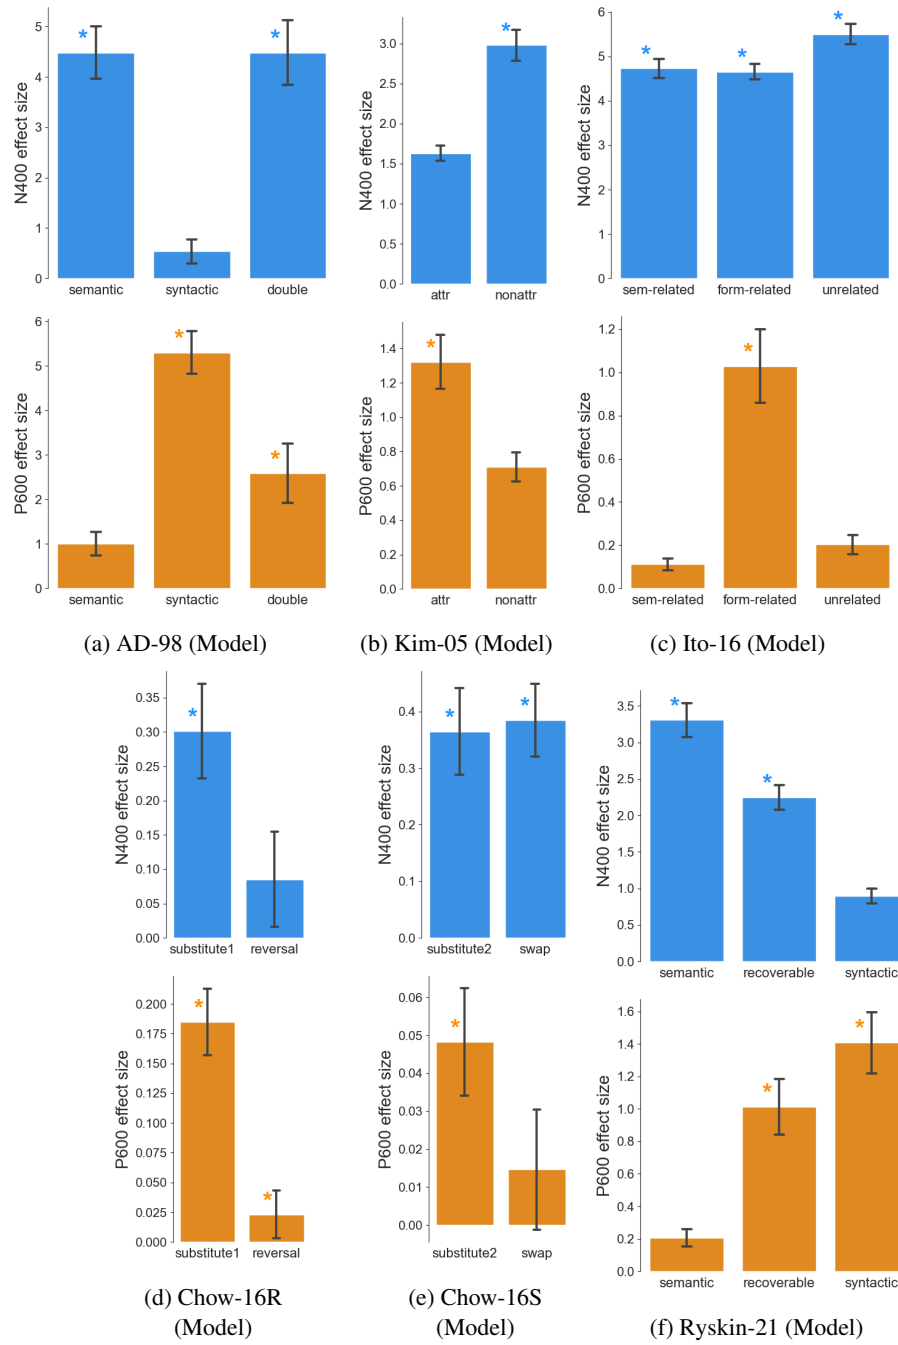 N400 effect size
5
4
3
2
1
0
*
*
semantic
syntactic
double
N400 effect size
3.0
2.5
2.0
1.5
1.0
0.5
0.0
*
attr
nonattr
N400 effect size
6
5
4
3
2
1
0
*
*
*
sem-related
form-related
unrelated
P600 effect size
6
5
4
3
2
1
0
*
*
semantic
syntactic
double
P600 effect size
1.4
1.2
1.0
0.8
0.6
0.4
0.2
0.0
*
attr
nonattr
P600 effect size
1.2
1.0
0.8
0.6
0.4
0.2
0.0
*
sem-related
form-related
unrelated
(a) AD-98 (Model)
(b) Kim-05 (Model)
(c) Ito-16 (Model)
N400 effect size
0.35
0.30
0.25
0.20
0.15
0.10
0.05
0.00
*
substitute1
reversal
N400 effect size
0.4
0.3
0.2
0.1
0.0
*
*
substitute2
swap
N400 effect size
3.5
3.0
2.5
2.0
1.5
1.0
0.5
0.0
*
*
semantic
recoverable
syntactic
P600 effect size
0.200
0.175
0.150
0.125
0.100
0.075
0.050
0.025
0.000
*
*
substitute1
reversal
P600 effect size
0.06
0.05
0.04
0.03
0.02
0.01
0.00
*
substitute2
swap
P600 effect size
1.6
1.4
1.2
1.0
0.8
0.6
0.4
0.2
0.0
*
*
semantic
recoverable
syntactic
(d) Chow-16R
(Model)
(e) Chow-16S
(Model)
(f) Ryskin-21 (Model)